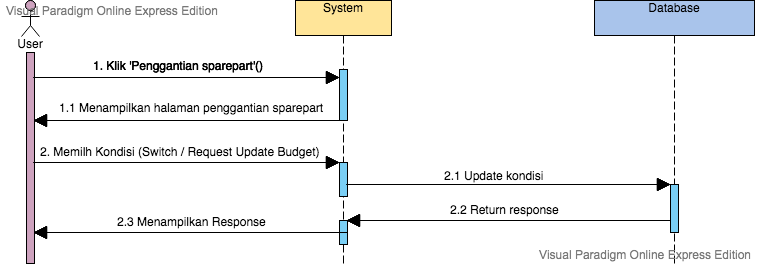 Visual Paradigm Online Express Edition
System
Database
User
1. Klik 'Penggantian sparepart'()
1.1 Menampilkan halaman penggantian sparepart
2. Memilh Kondisi (Switch / Request Update Budget)
2.1 Update kondisi
2.2 Return response
2.3 Menampilkan Response
Visual Paradigm Online Express Edition